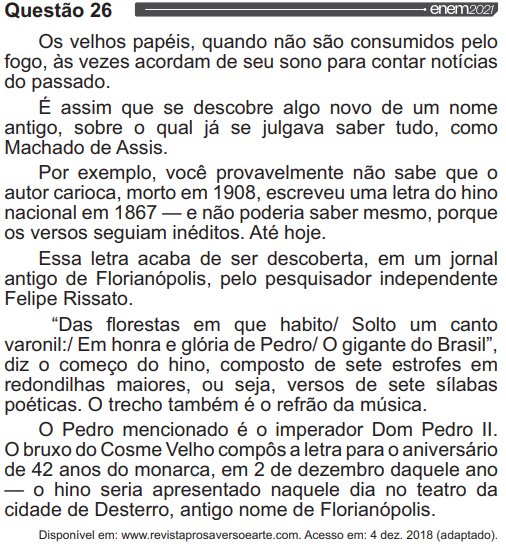 Questão 26 enem2021
Os velhos papéis, quando não são consumidos pelo
fogo, às vezes acordam de seu sono para contar notícias
do passado.
É assim que se descobre algo novo de um nome
antigo, sobre o qual já se julgava saber tudo, como
Machado de Assis.
Por exemplo, você provavelmente não sabe que o
autor carioca, morto em 1908, escreveu uma letra do hino
nacional em 1867 — e não poderia saber mesmo, porque
os versos seguiam inéditos. Até hoje.
Essa letra acaba de ser descoberta, em um jornal
antigo de Florianópolis, pelo pesquisador independente
Felipe Rissato.
“Das florestas em que habito/ Solto um canto
varonil:/ Em honra e glória de Pedro/ O gigante do Brasil”,
diz o começo do hino, composto de sete estrofes em
redondilhas maiores, ou seja, versos de sete sílabas
poéticas. O trecho também é o refrão da música.
O Pedro mencionado é o imperador Dom Pedro II.
O bruxo do Cosme Velho compôs a letra para o aniversário
de 42 anos do monarca, em 2 de dezembro daquele ano
— o hino seria apresentado naquele dia no teatro da
cidade de Desterro, antigo nome de Florianópolis.
Disponível em: www.revistaprosaversoearte.com. Acesso em: 4 dez. 2018 (adaptado).